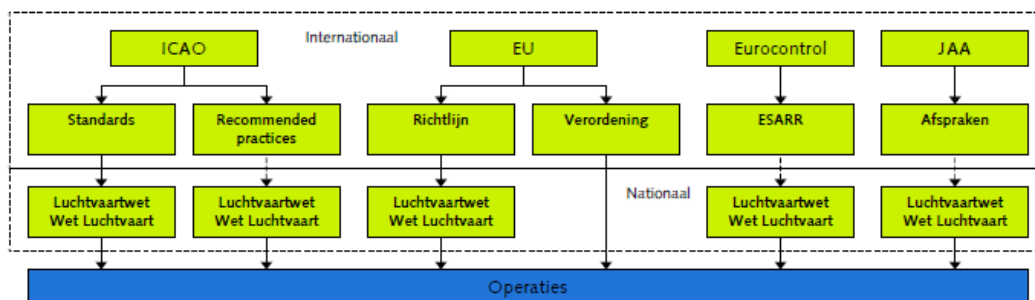 Internationaal
ICAO
EU
Eurocontrol
JAA
Standards
Recommended
practices
Richtlijn
Verordening
ESARR
Afspraken
Nationaal
Luchtvaartwet
Wet Luchtvaart
Luchtvaartwet
Wet Luchtvaart
Luchtvaartwet
Wet Luchtvaart
Luchtvaartwet
Wet Luchtvaart
Luchtvaartwet
Wet Luchtvaart
Operaties